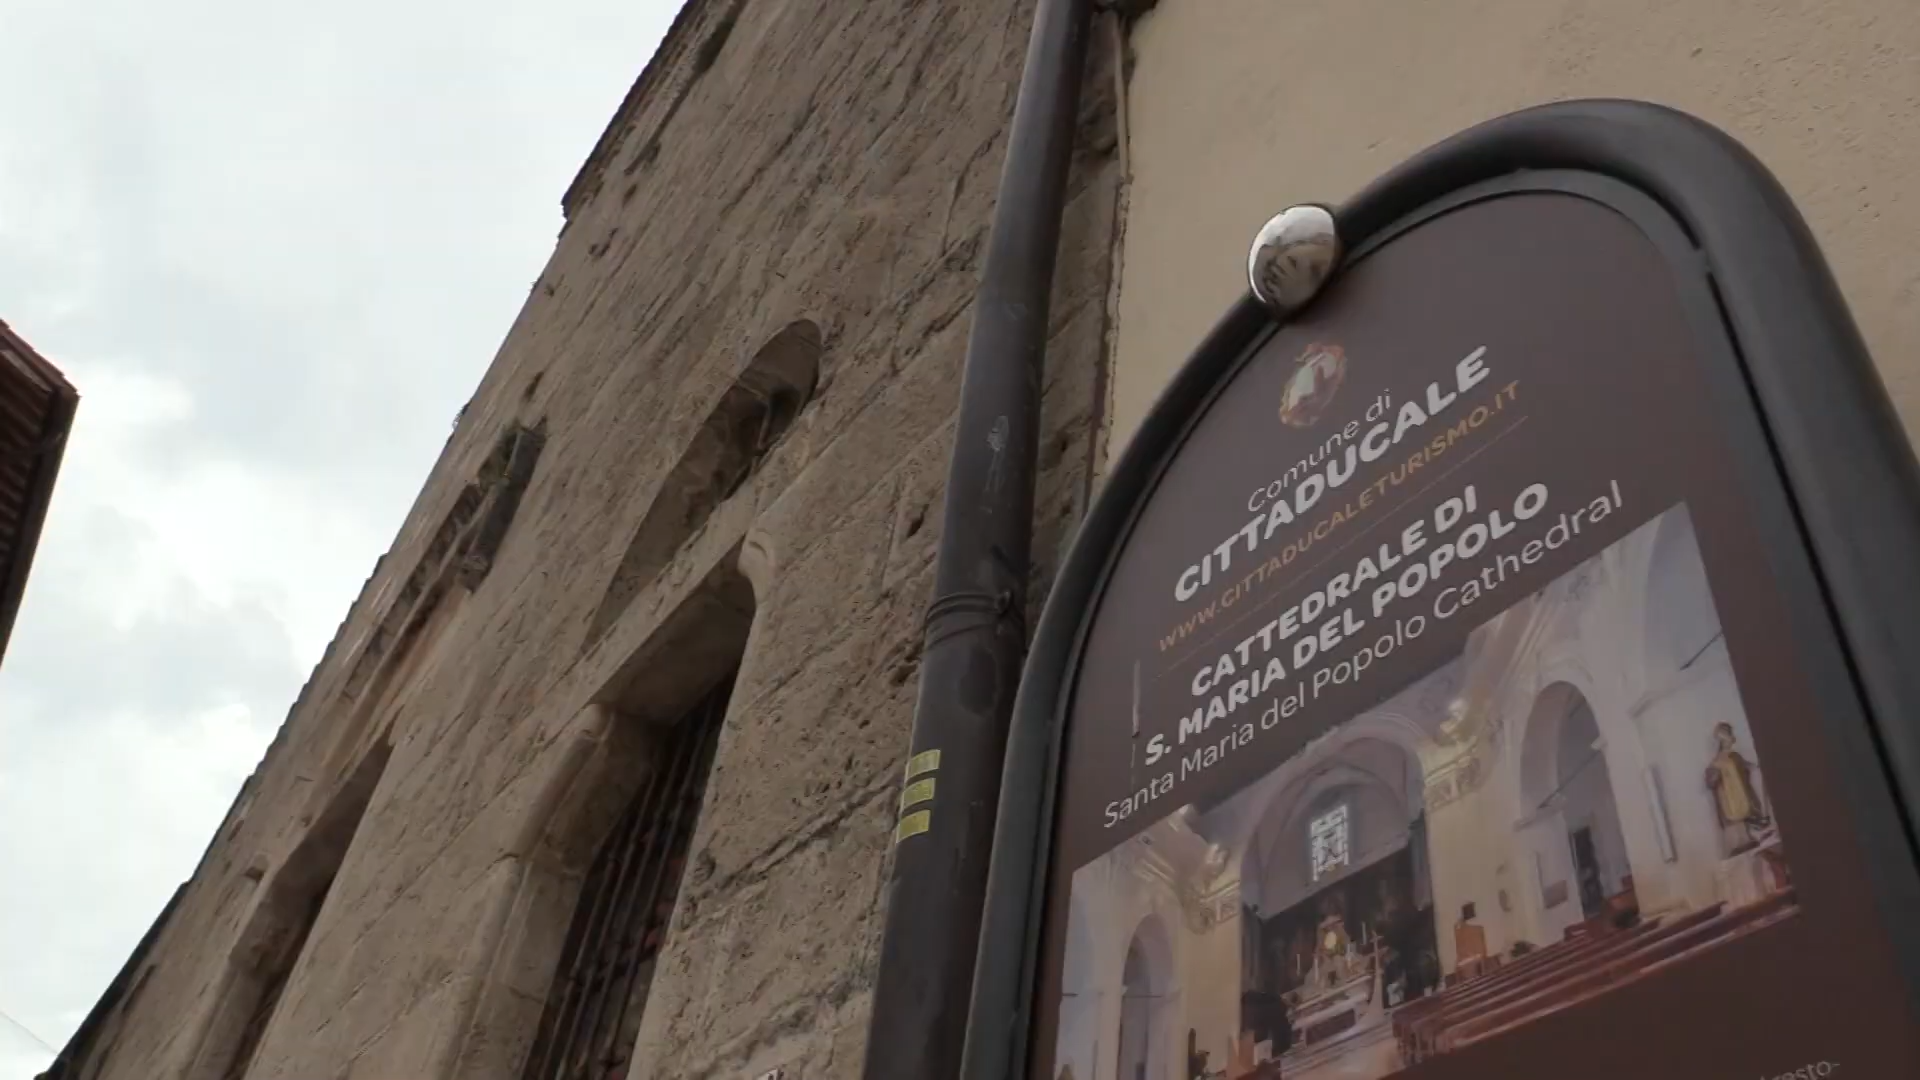 Comune di
CITTADUCALE
WWW.CITTADUCALETURISMO.IT
CATTEDRALE DI
S. MARIA DEL POPOLO
Santa Maria del Popolo Cathedral